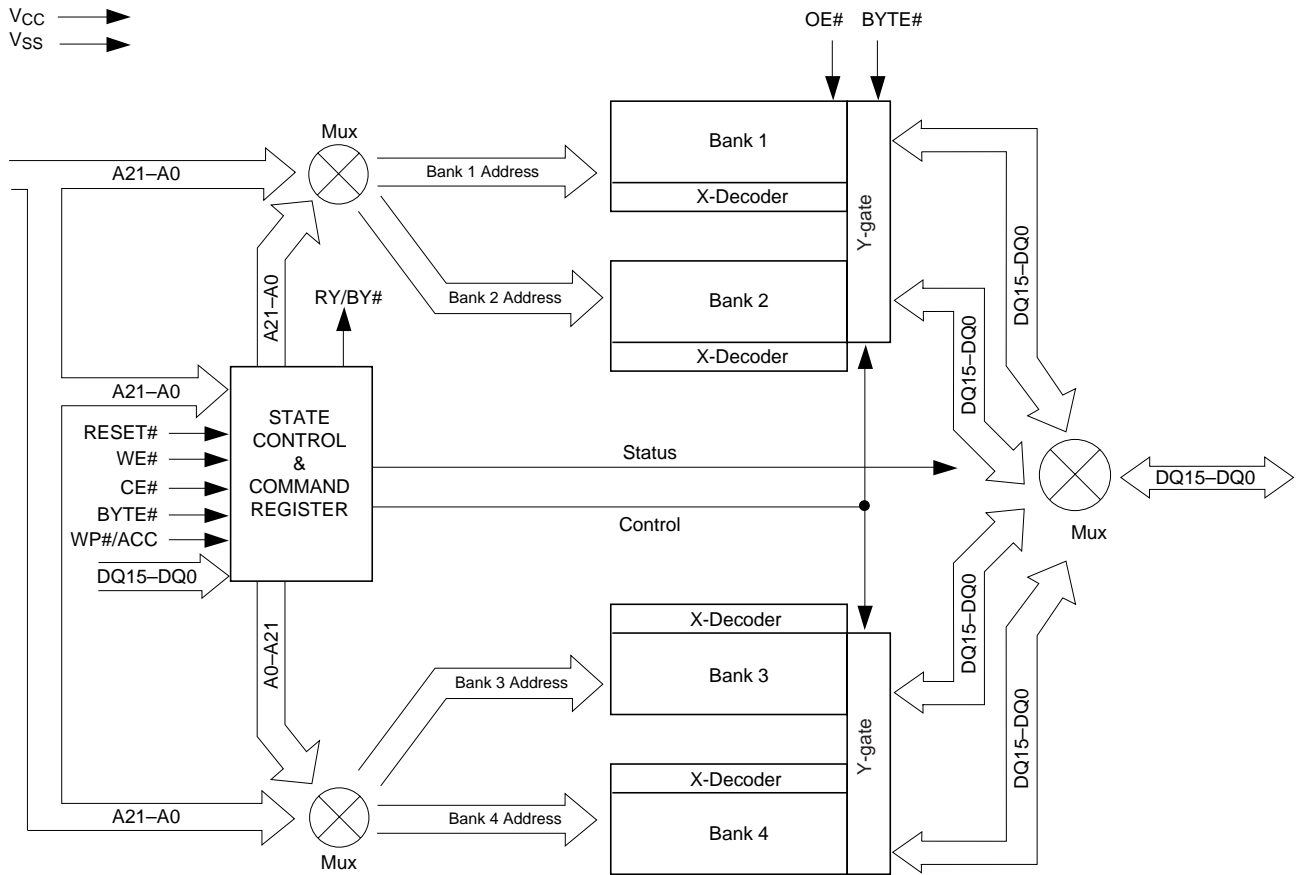 VCC
VSS
OE# BYTE#
Mux
A21–A0
Bank 1 Address
Bank 1
X-Decoder
Y-gate
A21–A0
RY/BY#
Bank 2 Address
Bank 2
X-Decoder
DQ15–DQ0
DQ15–DQ0
A21–A0
RESET#
WE#
CE#
BYTE#
WP#/ACC
DQ15–DQ0
STATE
CONTROL
&
COMMAND
REGISTER
Status
Control
DQ15–DQ0
Mux
A0–A21
Bank 3 Address
X-Decoder
Bank 3
Y-gate
DQ15–DQ0
DQ15–DQ0
A21–A0
Mux
Bank 4 Address
X-Decoder
Bank 4